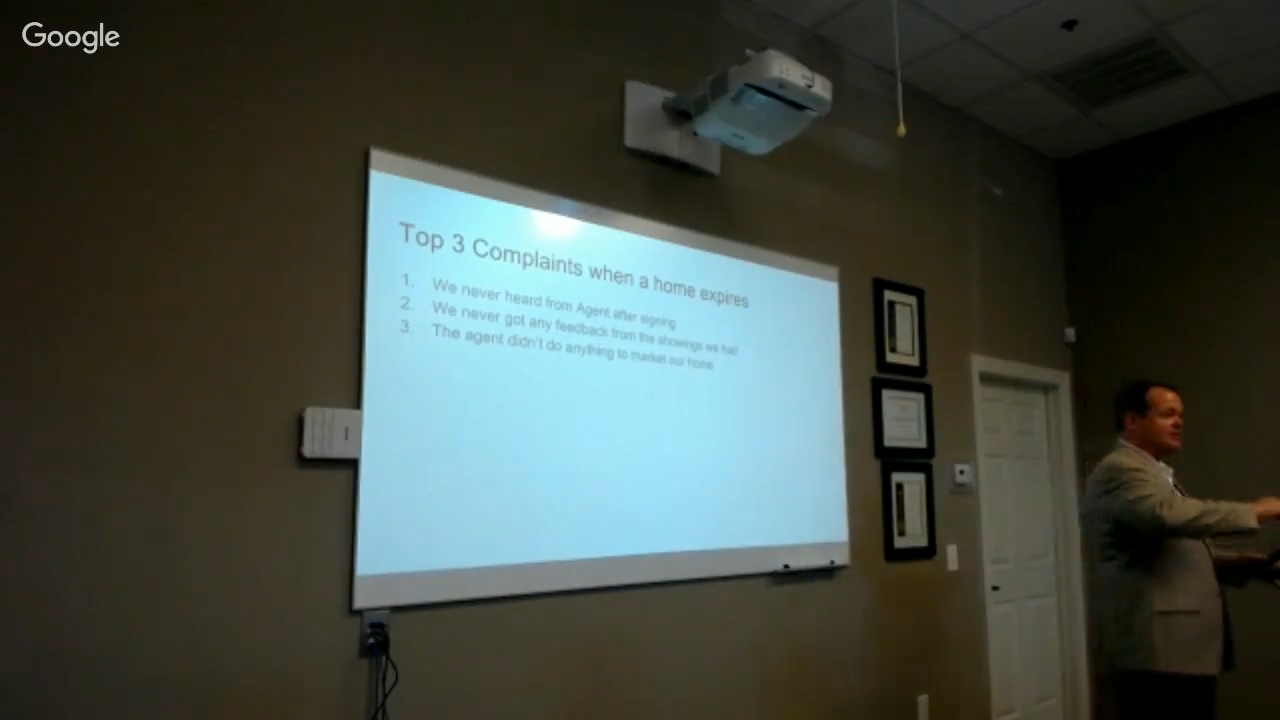 Google
Top 3 Complaints when a home expires
1. We never heard from Agent after signing
2. We never got any feedback from the showings we had
3. The agent didn't do anything to market our home